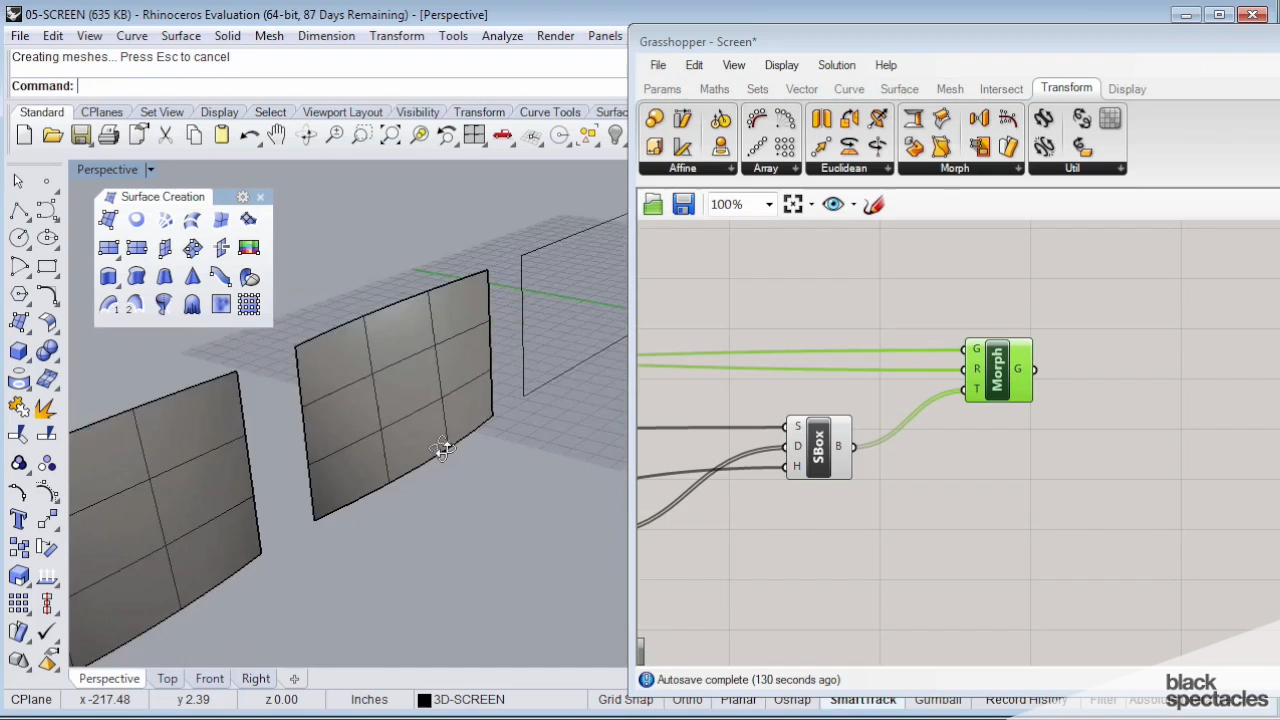 05-SCREEN (635 KB) - Rhinoceros Evaluation (64-bit, 87 Days Remaining) - [Perspective]
File Edit View Curve Surface Solid Mesh Dimension Transform Tools Analyze Render Panels
Creating meshes... Press Esc to cancel
Command:
Standard CPlanes Set View Display Select Viewport Layout Visibility Transform Curve Tools Surfac
Perspective
Surface Creation
1 2
Perspective Top Front Right
CPlane x -217.48 y 2.39 z 0.00 Inches 3D-SCREEN Grid Snap Ortho Planar Osnap SmartTrack Gumball Record History Filter
Grasshopper - Screen*
File Edit View Display Solution Help
Params Maths Sets Vector Curve Surface Mesh Intersect Transform Display
Affine Array Euclidean Morph Util
100%
G R T Morph G
S D H SBox B
Autosave complete (130 seconds ago)
black
spectacles